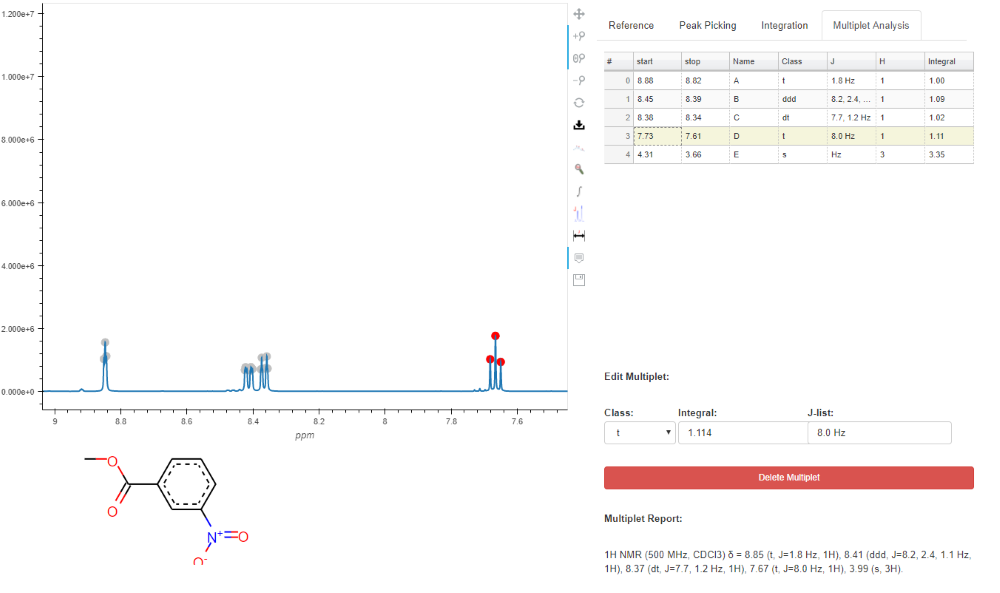 1.200e+7
1.000e+7
8.000e+6
6.000e+6
4.000e+6
2.000e+6
0.000e+0
9 8.8 8.6 8.4 8.2 8 7.8 7.6
ppm
O
O
N+ O
O-
Reference Peak Picking Integration Multiplet Analysis
# start stop Name Class J H Integral
0 8.88 8.82 A t 1.8 Hz 1 1.00
1 8.45 8.39 B ddd 8.2, 2.4, ... 1 1.09
2 8.38 8.34 C dt 7.7, 1.2 Hz 1 1.02
3 7.73 7.61 D t 8.0 Hz 1 1.11
4 4.31 3.66 E s Hz 3 3.35
Edit Multiplet:
Class: Integral: J-list:
t 1.114 8.0 Hz
Delete Multiplet
Multiplet Report:
1H NMR (500 MHz, CDCl3) δ = 8.85 (t, J=1.8 Hz, 1H), 8.41 (ddd, J=8.2, 2.4, 1.1 Hz,
1H), 8.37 (dt, J=7.7, 1.2 Hz, 1H), 7.67 (t, J=8.0 Hz, 1H), 3.99 (s, 3H).